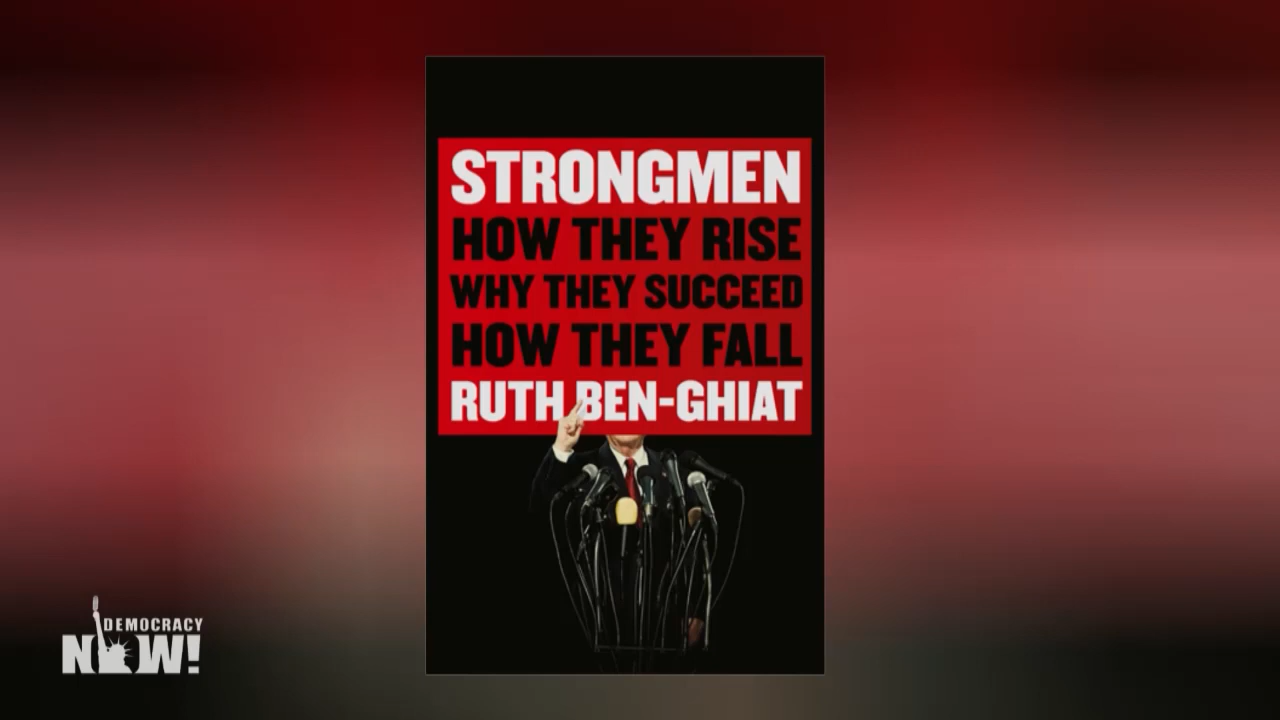 STRONGMEN
HOW THEY RISE
WHY THEY SUCCEED
HOW THEY FALL
RUTH BEN-GHIAT
DEMOCRACY
NOW!